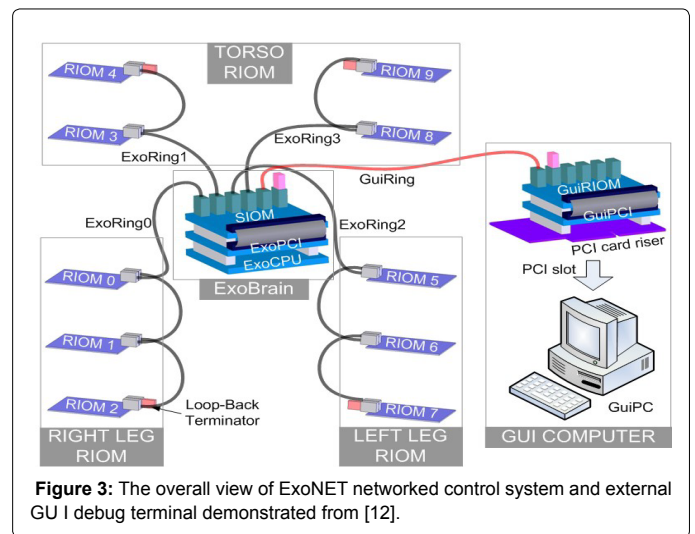 TORSO
RIOM
RIOM 4
RIOM 9
RIOM 3
RIOM 8
ExoRing1
ExoRing3
GuiRing
ExoRing0
ExoRing2
SIOM
ExoPCI
ExoCPU
ExoBrain
GuiRIOM
GuiPCI
PCI card riser
PCI slot
RIOM 0
RIOM 5
RIOM 1
RIOM 6
RIOM 2
RIOM 7
Loop-Back
Terminator
GuiPC
RIGHT LEG
RIOM
LEFT LEG
RIOM
GUI COMPUTER
Figure 3: The overall view of ExoNET networked control system and external
GU I debug terminal demonstrated from [12].